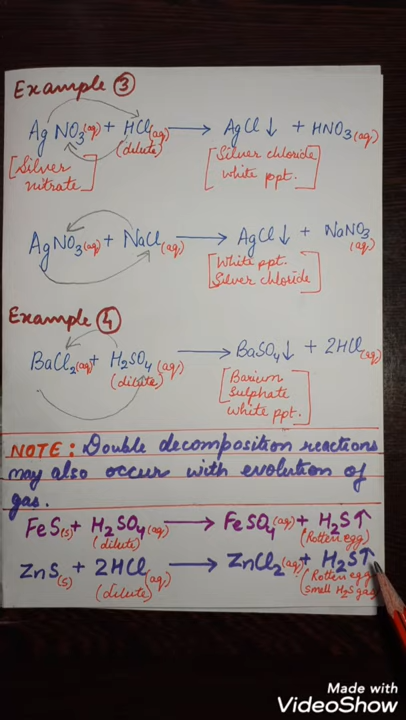 Example ③
AgNO₃(aq) + HCl(aq) → AgCl↓ + HNO₃(aq)
(dilute)
[Silver nitrate]
[Silver chloride white ppt.]
AgNO₃(aq) + NaCl(aq) → AgCl↓ + NaNO₃(aq)
[White ppt. Silver chloride]
Example ④
BaCl₂(aq) + H₂SO₄(aq) → BaSO₄↓ + 2HCl(aq)
(dilute)
[Barium Sulphate white ppt.]
NOTE: Double decomposition reactions
may also occur with evolution of
gas.
FeS(s) + H₂SO₄(aq) → FeSO₄(aq) + H₂S↑
(dilute) (Rotten egg)
ZnS(s) + 2HCl(aq) → ZnCl₂(aq) + H₂S↑
(dilute) (Rotten egg
smell H₂S gas)
Made with
VideoShow